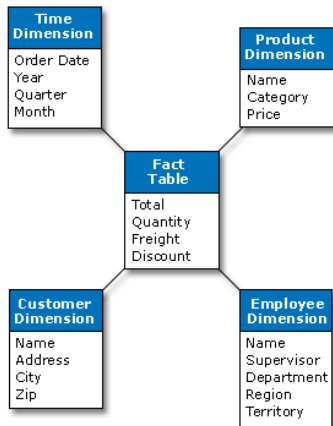 Time
Dimension
Order Date
Year
Quarter
Month
Product
Dimension
Name
Category
Price
Fact
Table
Total
Quantity
Freight
Discount
Customer
Dimension
Name
Address
City
Zip
Employee
Dimension
Name
Supervisor
Department
Region
Territory